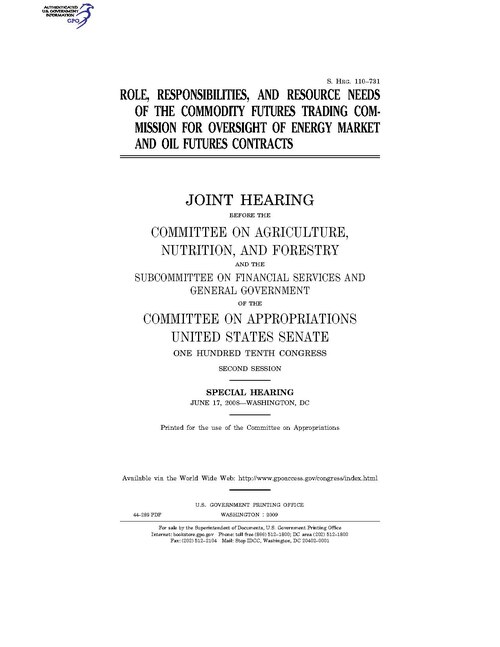 AUTHENTICATED
U.S. GOVERNMENT
INFORMATION
GPO
S. HRG. 110–731
ROLE, RESPONSIBILITIES, AND RESOURCE NEEDS
OF THE COMMODITY FUTURES TRADING COM-
MISSION FOR OVERSIGHT OF ENERGY MARKET
AND OIL FUTURES CONTRACTS
JOINT HEARING
BEFORE THE
COMMITTEE ON AGRICULTURE,
NUTRITION, AND FORESTRY
AND THE
SUBCOMMITTEE ON FINANCIAL SERVICES AND
GENERAL GOVERNMENT
OF THE
COMMITTEE ON APPROPRIATIONS
UNITED STATES SENATE
ONE HUNDRED TENTH CONGRESS
SECOND SESSION
SPECIAL HEARING
JUNE 17, 2008—WASHINGTON, DC
Printed for the use of the Committee on Appropriations
Available via the World Wide Web: http://www.gpoaccess.gov/congress/index.html
U.S. GOVERNMENT PRINTING OFFICE
44–289 PDF WASHINGTON : 2009
For sale by the Superintendent of Documents, U.S. Government Printing Office
Internet: bookstore.gpo.gov Phone: toll free (866) 512–1800; DC area (202) 512–1800
Fax: (202) 512–2104 Mail: Stop IDCC, Washington, DC 20402–0001